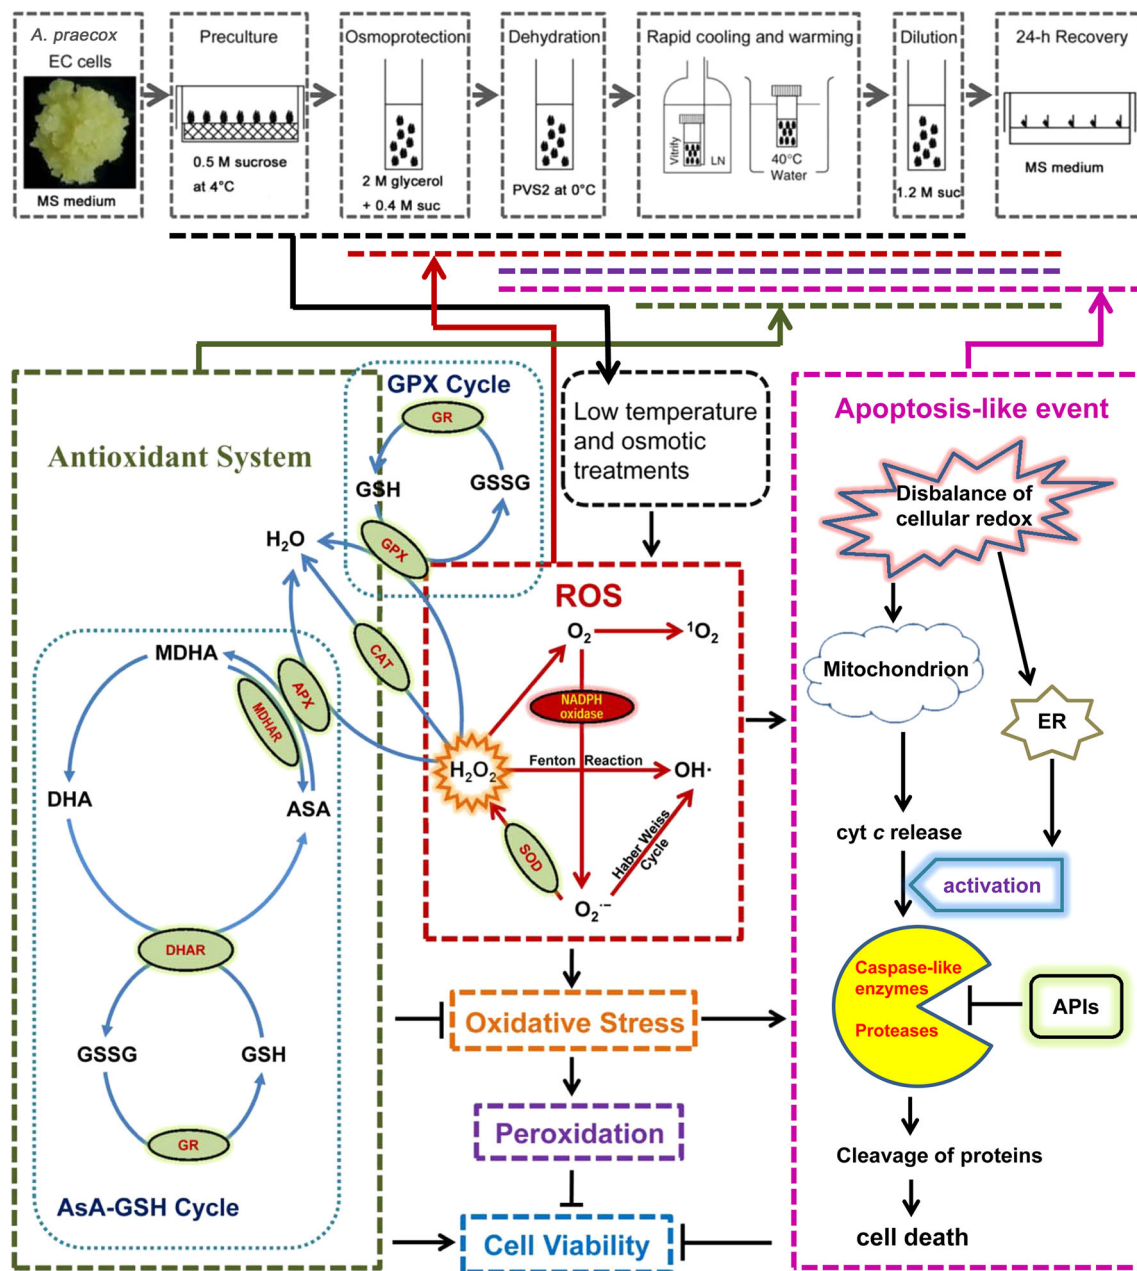 A. praecox
EC cells
MS medium
Preculture
0.5 M sucrose
at 4°C
Osmoprotection
2 M glycerol
+ 0.4 M suc
Dehydration
PVS2 at 0°C
Rapid cooling and warming
Vitrify
LN
40°C
Water
Dilution
1.2 M suc
24-h Recovery
MS medium
Antioxidant System
GPX Cycle
GR
GSH
GSSG
GPX
H₂O
CAT
APX
MDHAR
MDHA
DHA
ASA
DHAR
GSSG
GSH
GR
AsA-GSH Cycle
Low temperature
and osmotic
treatments
ROS
O₂
¹O₂
NADPH
oxidase
H₂O₂
Fenton Reaction
OH·
SOD
Haber Weiss
Cycle
O₂·⁻
Oxidative Stress
Peroxidation
Cell Viability
Apoptosis-like event
Disbalance of
cellular redox
Mitochondrion
ER
cyt c release
activation
Caspase-like
enzymes
Proteases
APIs
Cleavage of proteins
cell death